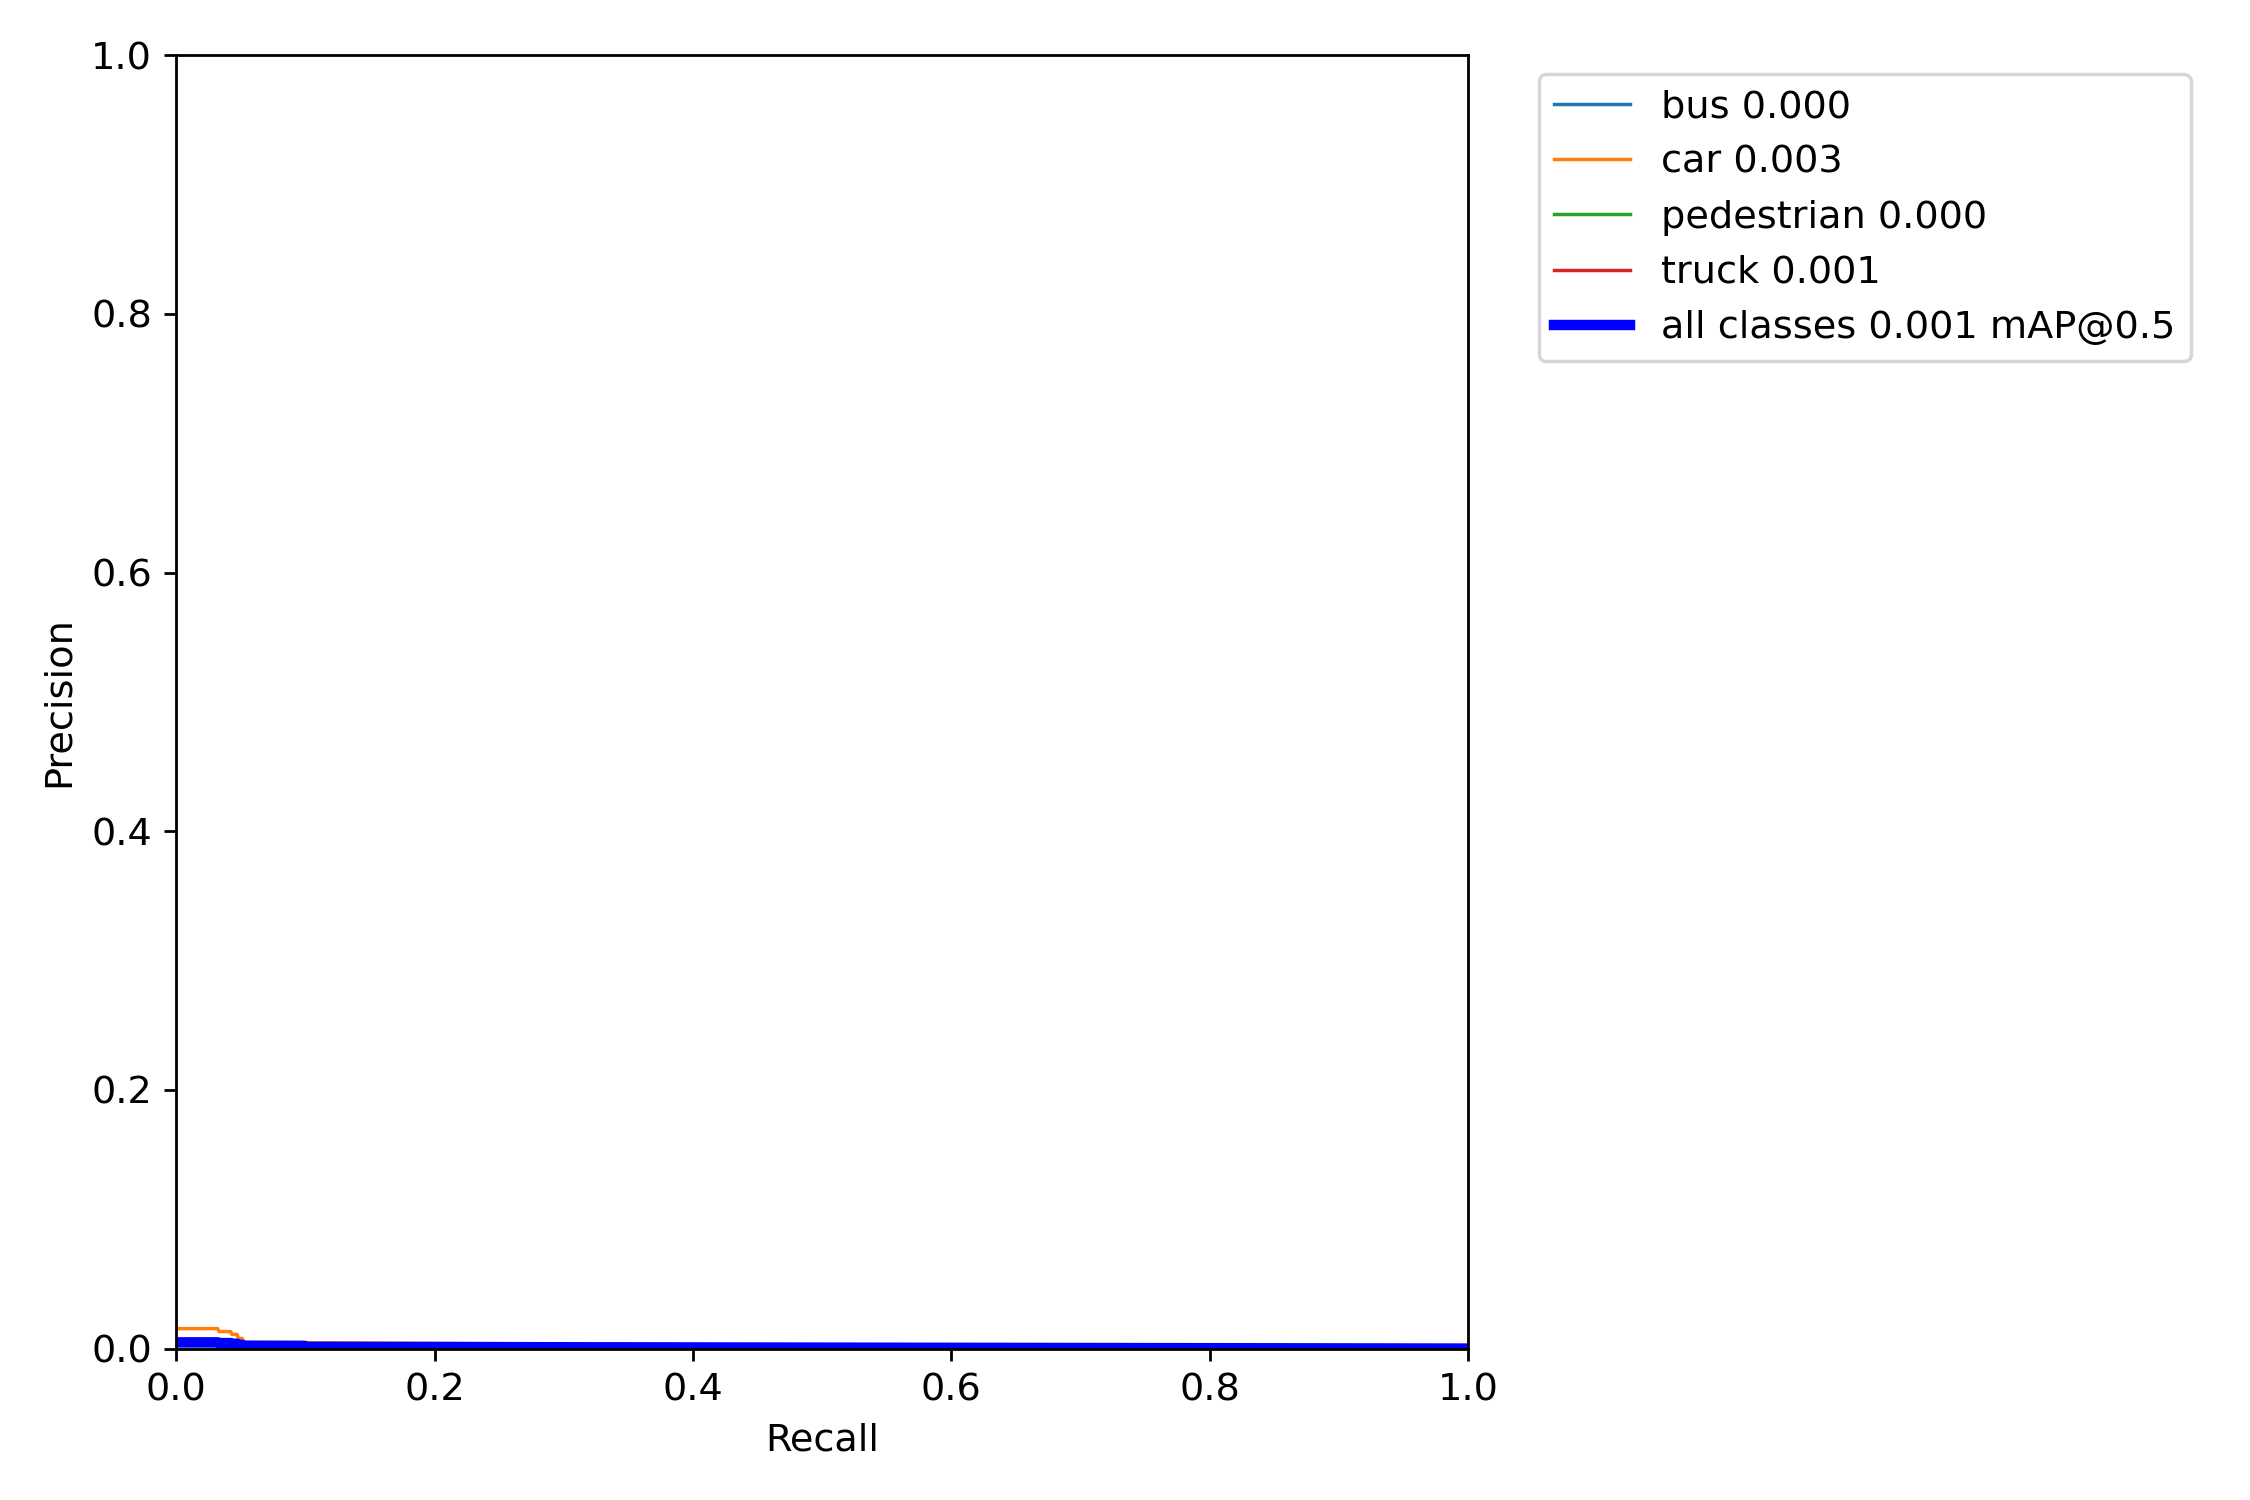 1.0
0.8
0.6
0.4
0.2
0.0
Precision
0.0 0.2 0.4 0.6 0.8 1.0
Recall
bus 0.000
car 0.003
pedestrian 0.000
truck 0.001
all classes 0.001 mAP@0.5